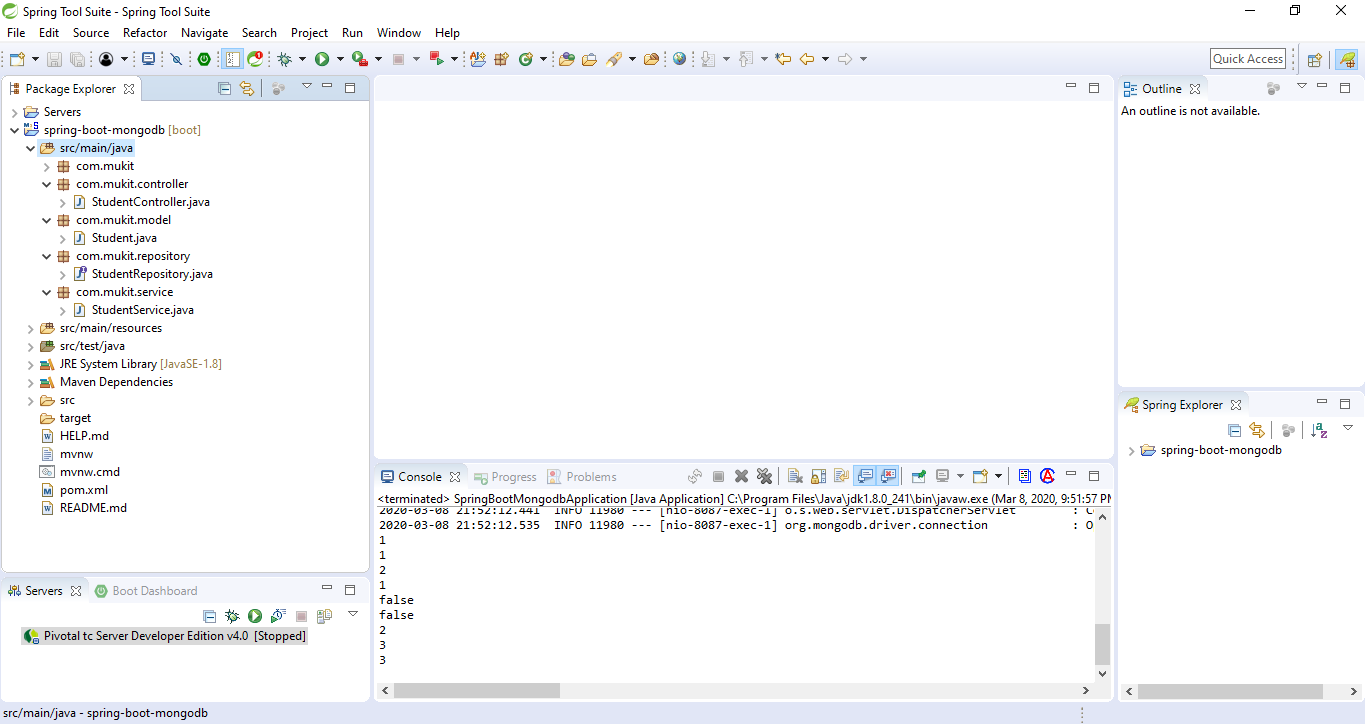 Spring Tool Suite - Spring Tool Suite
File Edit Source Refactor Navigate Search Project Run Window Help
Quick Access
Package Explorer
Servers
spring-boot-mongodb [boot]
src/main/java
com.mukit
com.mukit.controller
StudentController.java
com.mukit.model
Student.java
com.mukit.repository
StudentRepository.java
com.mukit.service
StudentService.java
src/main/resources
src/test/java
JRE System Library [JavaSE-1.8]
Maven Dependencies
src
target
HELP.md
mvnw
mvnw.cmd
pom.xml
README.md
Servers Boot Dashboard
Pivotal tc Server Developer Edition v4.0 [Stopped]
Console Progress Problems
<terminated> SpringBootMongodbApplication [Java Application] C:\Program Files\Java\jdk1.8.0_241\bin\javaw.exe (Mar 8, 2020, 9:51:57 PM
2020-03-08 21:52:12.441 INFO 11980 --- [nio-8087-exec-1] o.s.web.servlet.DispatcherServlet : C
2020-03-08 21:52:12.535 INFO 11980 --- [nio-8087-exec-1] org.mongodb.driver.connection : O
1
1
2
1
false
false
2
3
3
Outline
An outline is not available.
Spring Explorer
spring-boot-mongodb
src/main/java - spring-boot-mongodb